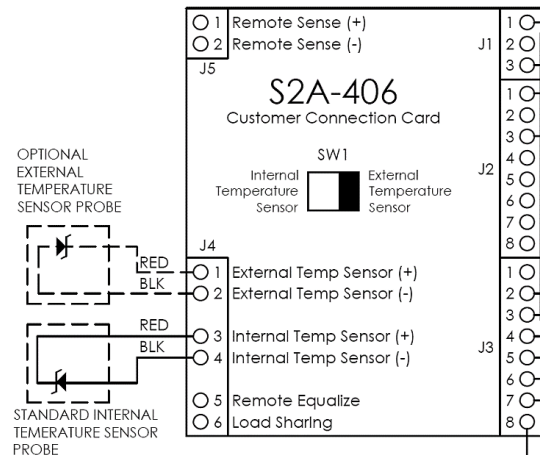 1 Remote Sense (+)
2 Remote Sense (-)
J5
S2A-406
Customer Connection Card
SW1
Internal
Temperature
Sensor
External
Temperature
Sensor
OPTIONAL
EXTERNAL
TEMPERATURE
SENSOR PROBE
J4
RED
BLK
1 External Temp Sensor (+)
2 External Temp Sensor (-)
RED
BLK
3 Internal Temp Sensor (+)
4 Internal Temp Sensor (-)
5 Remote Equalize
6 Load Sharing
STANDARD INTERNAL
TEMERATURE SENSOR
PROBE
J1
1
2
3
J2
1
2
3
4
5
6
7
8
J3
1
2
3
4
5
6
7
8